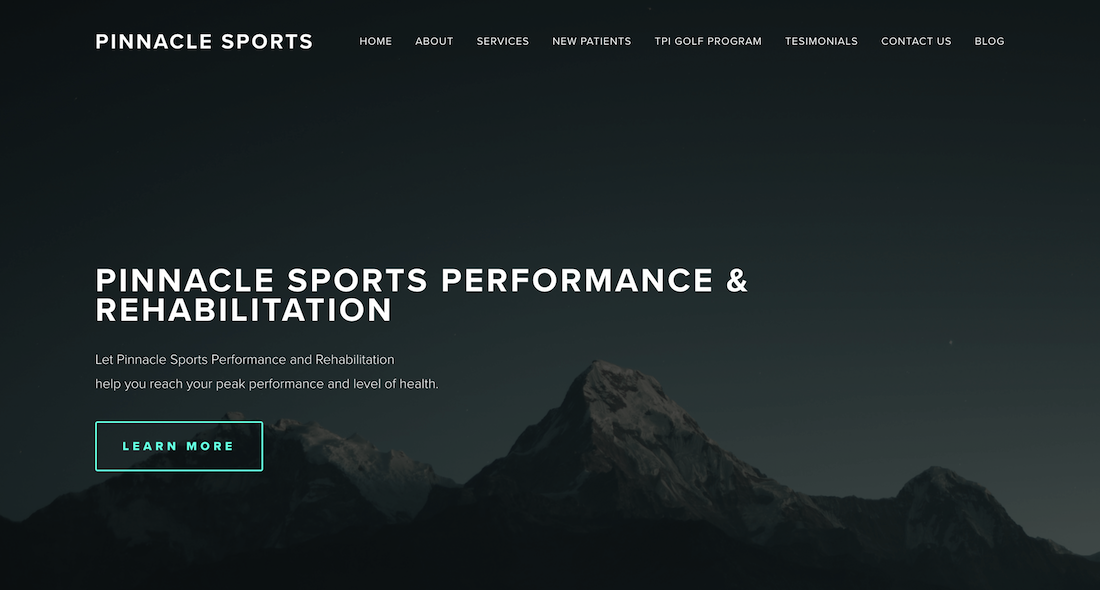 PINNACLE SPORTS
HOME ABOUT SERVICES NEW PATIENTS TPI GOLF PROGRAM TESIMONIALS CONTACT US BLOG
PINNACLE SPORTS PERFORMANCE &
REHABILITATION
Let Pinnacle Sports Performance and Rehabilitation
help you reach your peak performance and level of health.
LEARN MORE